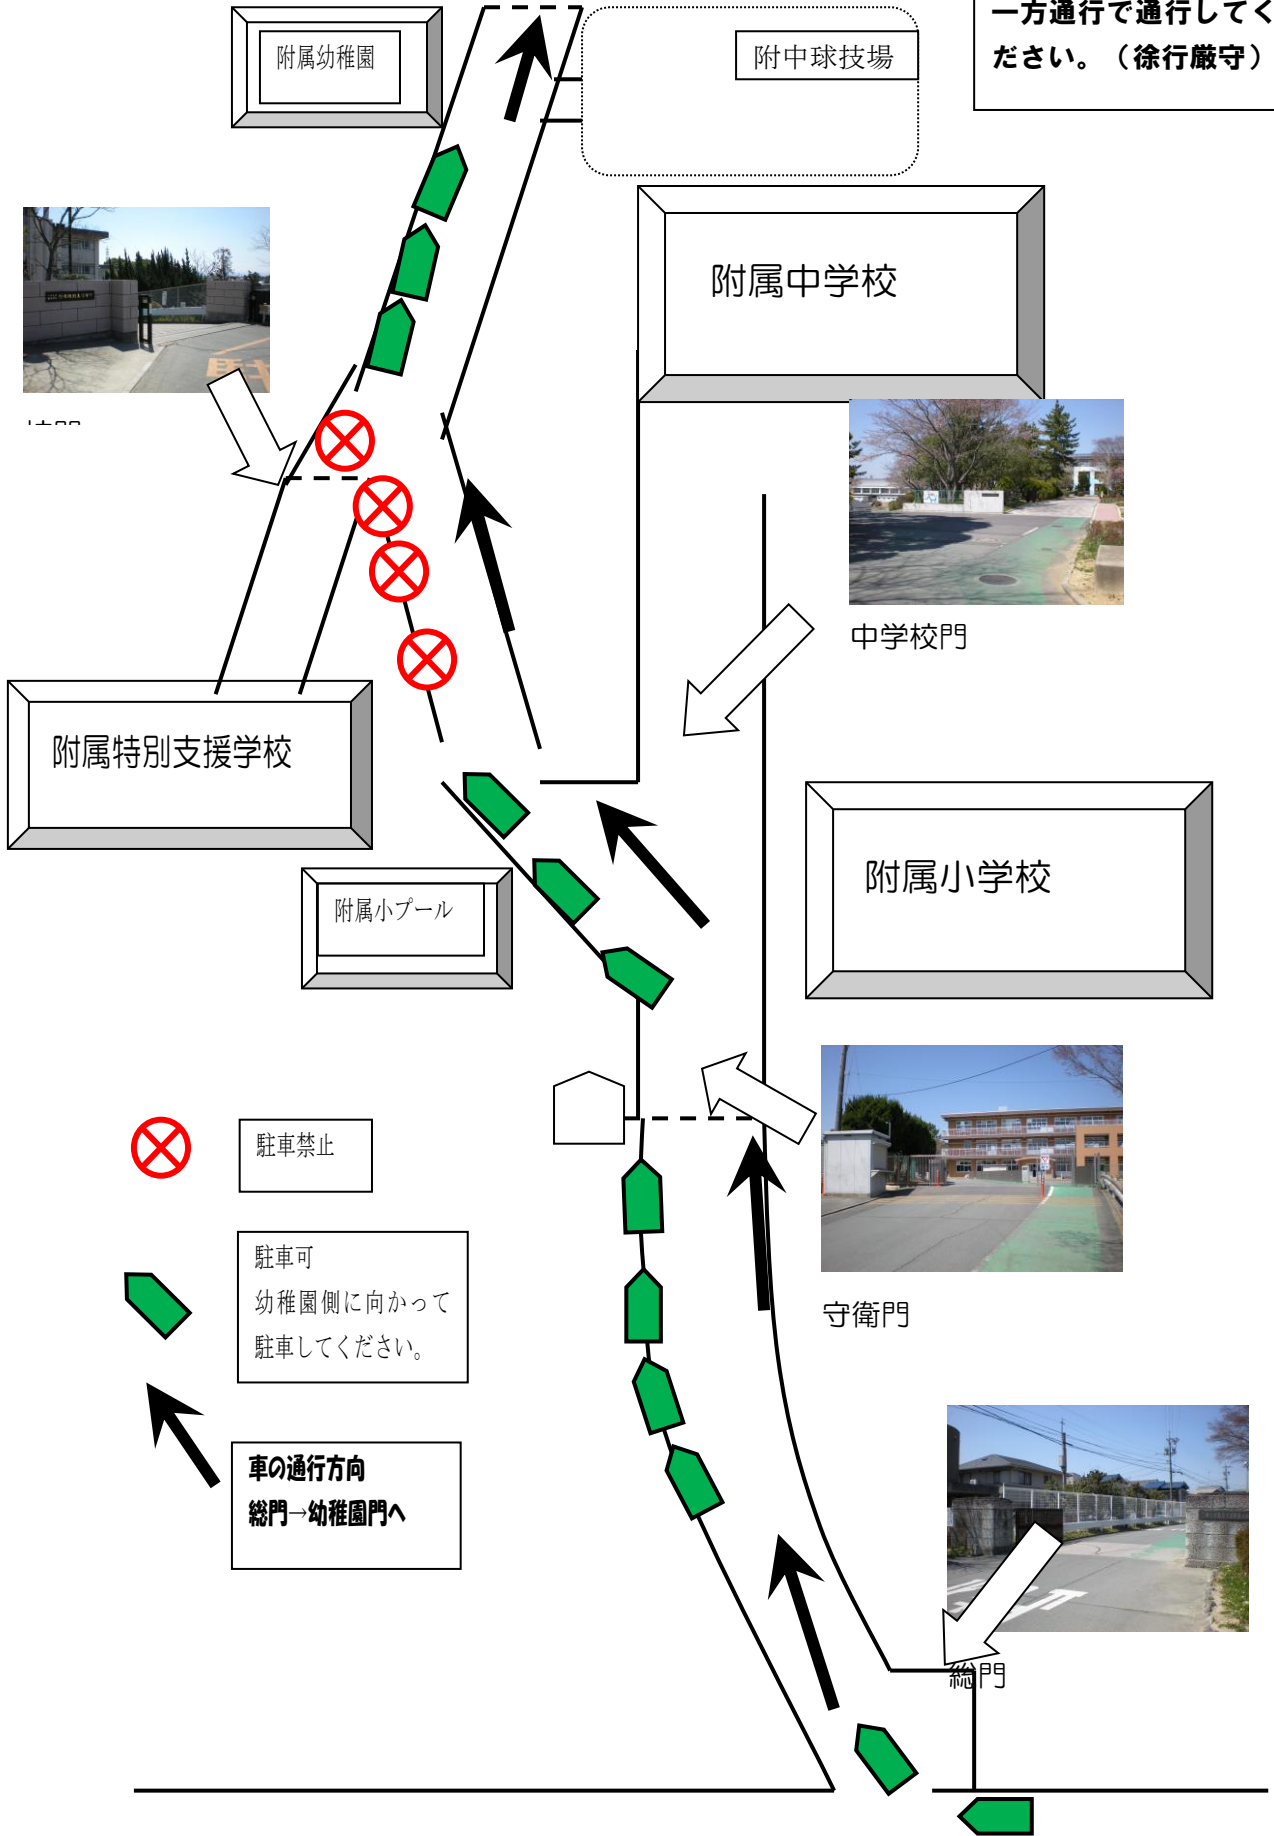 一方通行で通行してく
ださい。（徐行厳守）
附属幼稚園
附中球技場
附属中学校
中学校門
附属特別支援学校
附属小学校
附属小プール
駐車禁止
駐車可
幼稚園側に向かって
駐車してください。
守衛門
車の通行方向
総門→幼稚園門へ
総門